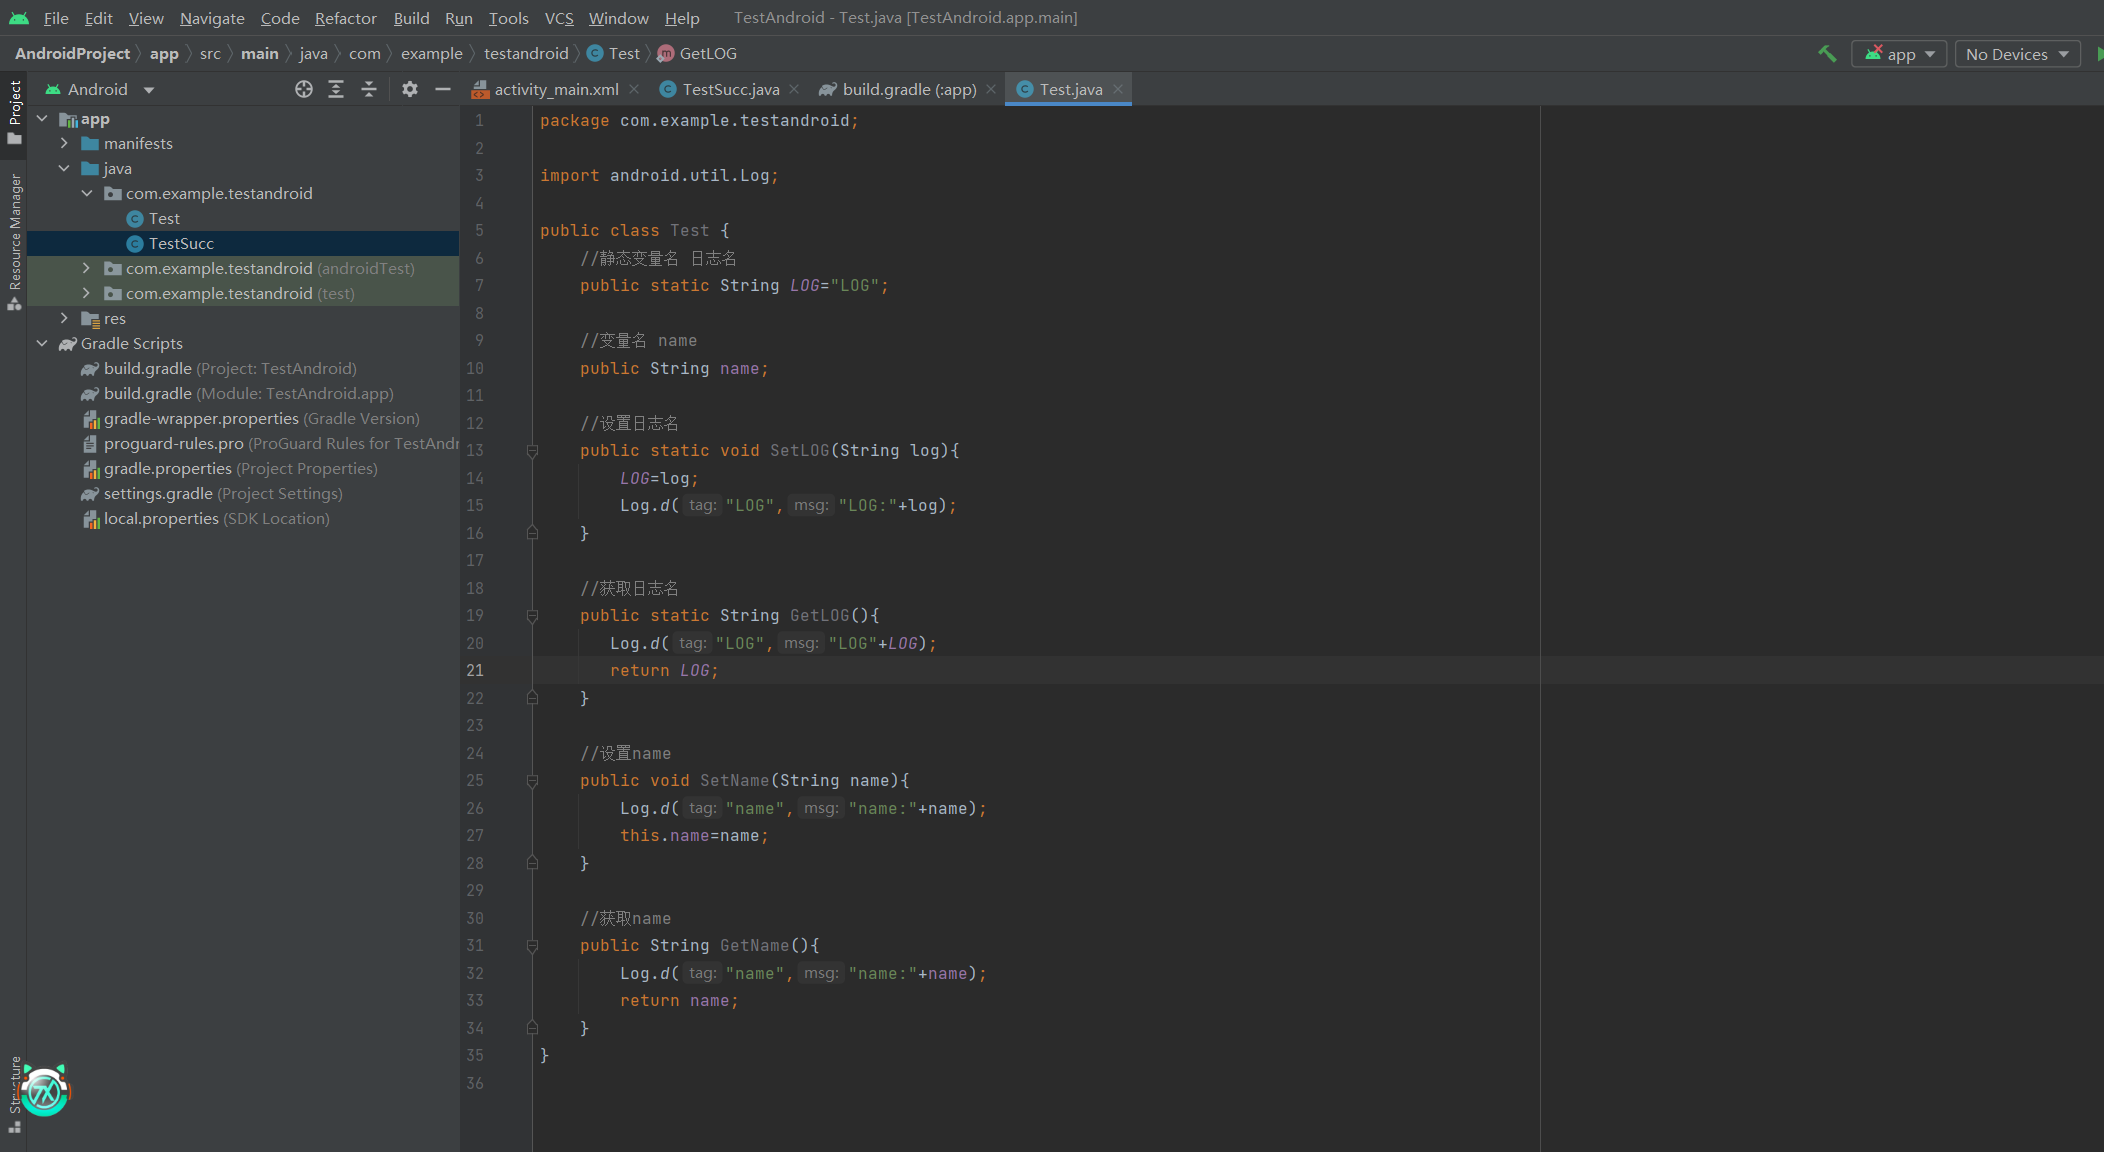 File Edit View Navigate Code Refactor Build Run Tools VCS Window Help TestAndroid - Test.java [TestAndroid.app.main]
AndroidProject app src main java com example testandroid Test GetLOG app No Devices
Android activity_main.xml TestSucc.java build.gradle (:app) Test.java
Project
Resource Manager
Structure
app
manifests
java
com.example.testandroid
Test
TestSucc
com.example.testandroid (androidTest)
com.example.testandroid (test)
res
Gradle Scripts
build.gradle (Project: TestAndroid)
build.gradle (Module: TestAndroid.app)
gradle-wrapper.properties (Gradle Version)
proguard-rules.pro (ProGuard Rules for TestAndr
gradle.properties (Project Properties)
settings.gradle (Project Settings)
local.properties (SDK Location)
1 package com.example.testandroid;
2
3 import android.util.Log;
4
5 public class Test {
6 //静态变量名 日志名
7 public static String LOG="LOG";
8
9 //变量名 name
10 public String name;
11
12 //设置日志名
13 public static void SetLOG(String log){
14 LOG=log;
15 Log.d( tag: "LOG", msg: "LOG:"+log);
16 }
17
18 //获取日志名
19 public static String GetLOG(){
20 Log.d( tag: "LOG", msg: "LOG"+LOG);
21 return LOG;
22 }
23
24 //设置name
25 public void SetName(String name){
26 Log.d( tag: "name", msg: "name:"+name);
27 this.name=name;
28 }
29
30 //获取name
31 public String GetName(){
32 Log.d( tag: "name", msg: "name:"+name);
33 return name;
34 }
35 }
36